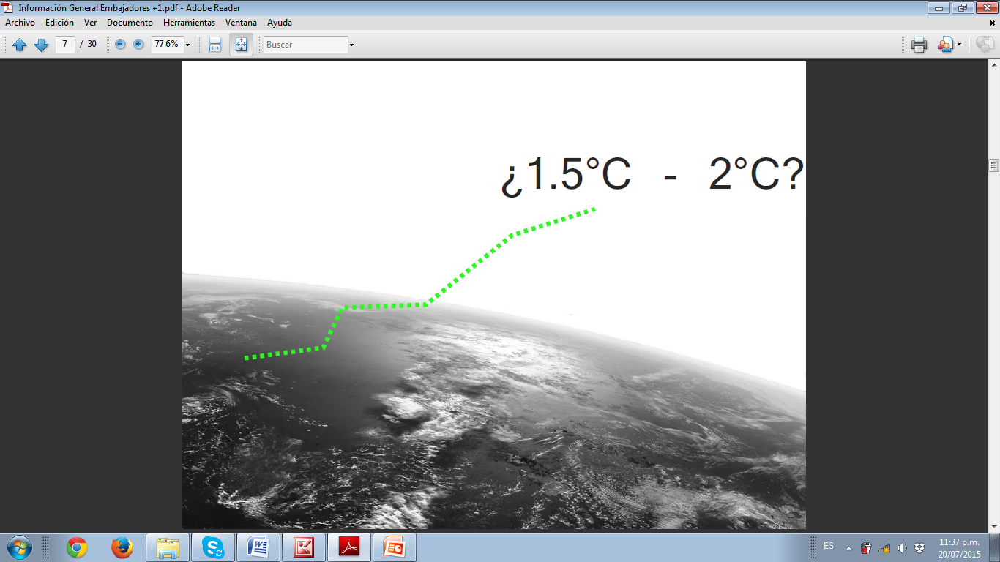 Información General Embajadores +1.pdf - Adobe Reader
Archivo Edición Ver Documento Herramientas Ventana Ayuda
7 / 30 77.6% Buscar
¿1.5°C - 2°C?
ES
11:37 p.m.
20/07/2015